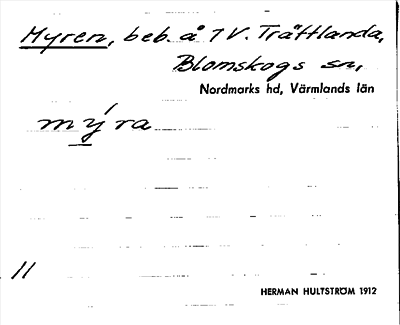 Myren, beb. å 1 V. Trättlanda,
Blomskogs sn,
Nordmarks hd, Värmlands län
mýra
11
HERMAN HULTSTRÖM 1912